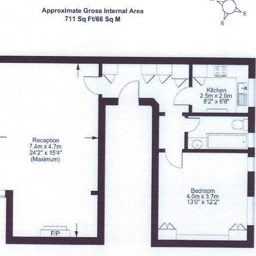 Approximate Gross Internal Area
711 Sq Ft/66 Sq M
S
E
Kitchen
2.5m x 2.0m
8'2" x 6'8"
Reception
7.4m x 4.7m
24'2" x 15'4"
(Maximum)
Bedroom
4.0m x 3.7m
13'0" x 12'2"
F/P